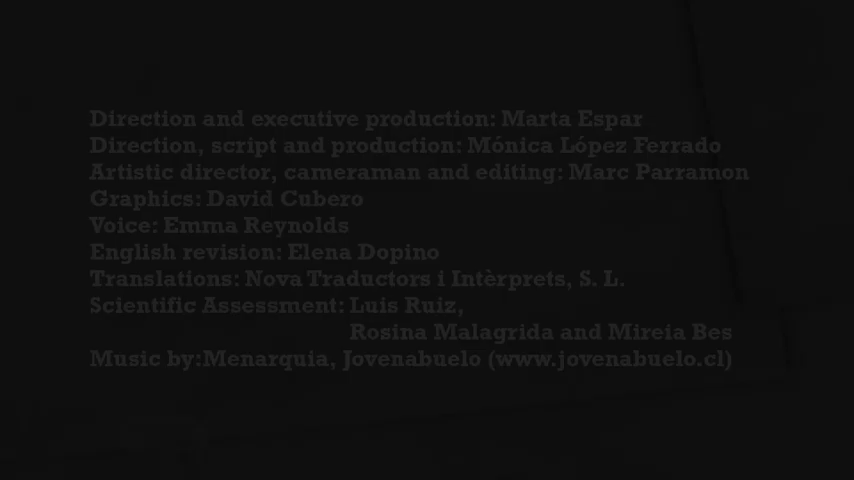 Direction and executive production: Marta Espar
Direction, script and production: Mónica López Ferrado
Artistic director, cameraman and editing: Marc Parramon
Graphics: David Cubero
Voice: Emma Reynolds
English revision: Elena Dopino
Translations: Nova Traductors i Intèrprets, S. L.
Scientific Assessment: Luis Ruiz,
Rosina Malagrida and Mireia Bes
Music by:Menarquia, Jovenabuelo (www.jovenabuelo.cl)